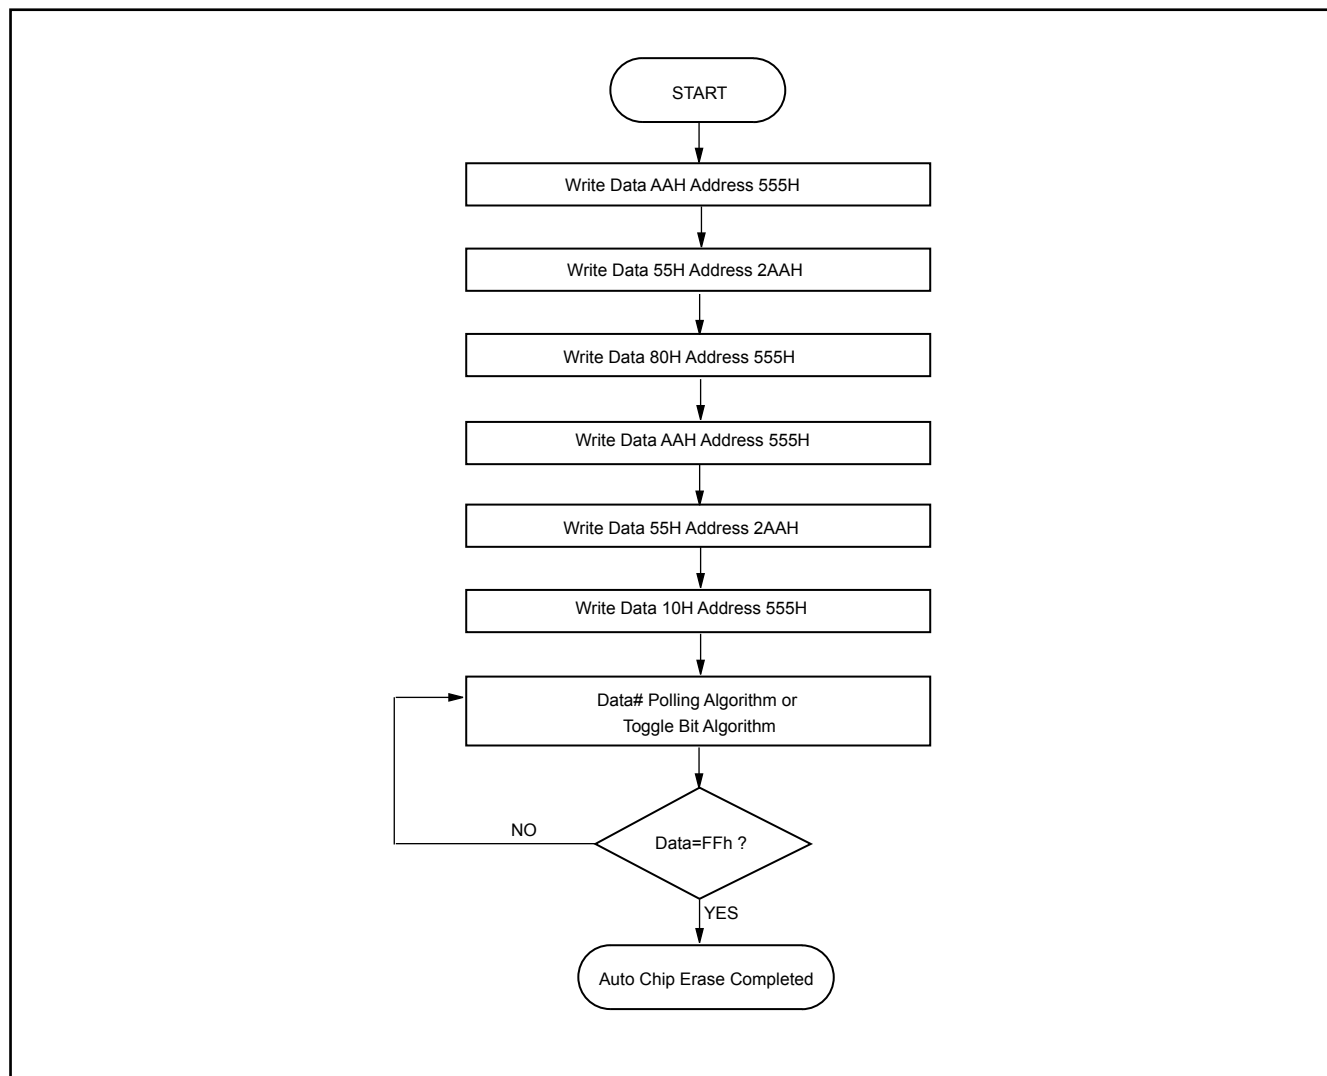 START
Write Data AAH Address 555H
Write Data 55H Address 2AAH
Write Data 80H Address 555H
Write Data AAH Address 555H
Write Data 55H Address 2AAH
Write Data 10H Address 555H
Data# Polling Algorithm or
Toggle Bit Algorithm
NO
Data=FFh ?
YES
Auto Chip Erase Completed